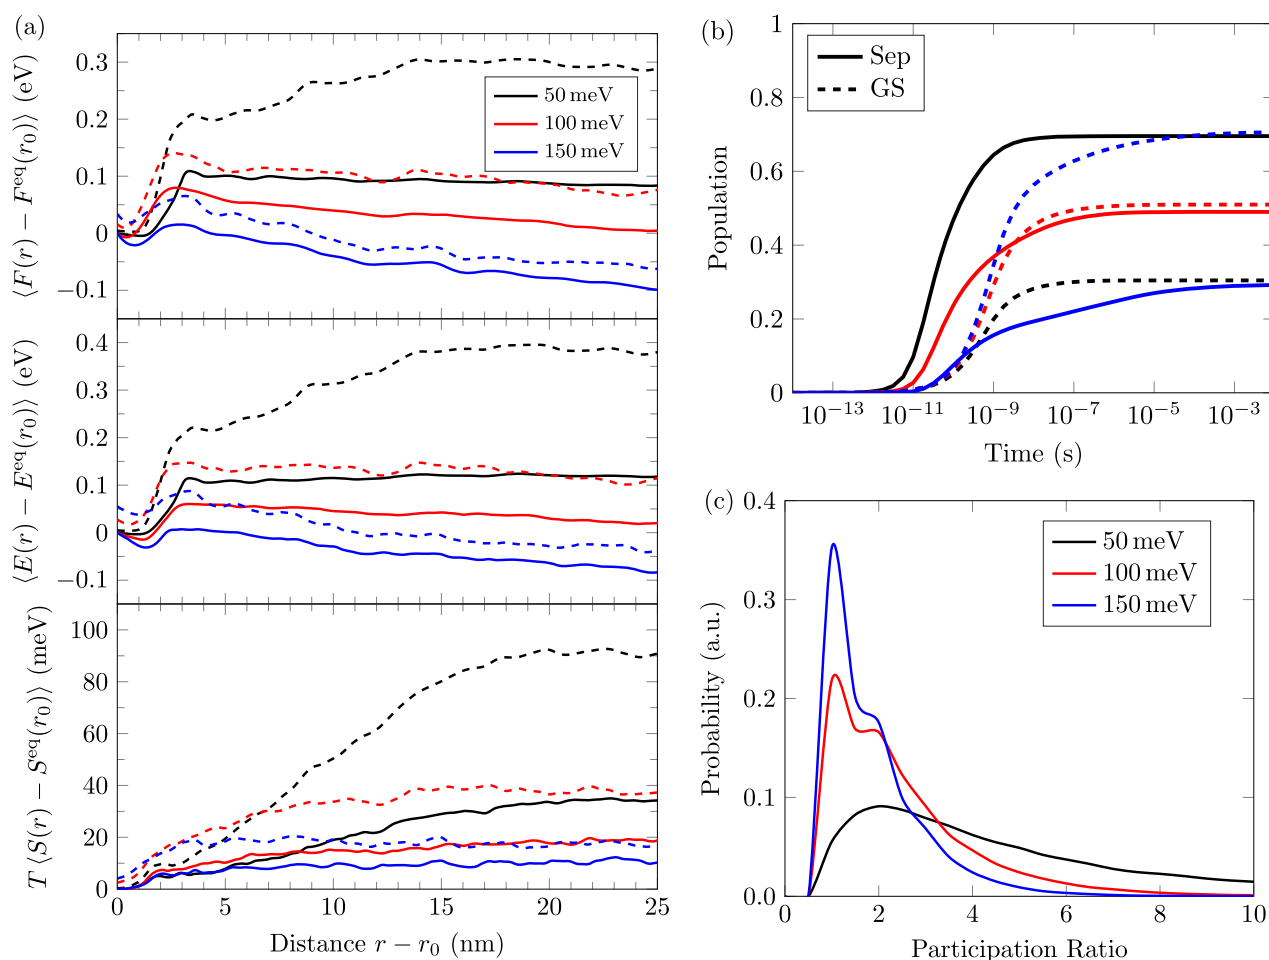 (a)
⟨F(r) − F^eq(r₀)⟩ (eV)
0.3
0.2
0.1
0
−0.1
50 meV
100 meV
150 meV
⟨E(r) − E^eq(r₀)⟩ (eV)
0.4
0.3
0.2
0.1
0
−0.1
T⟨S(r) − S^eq(r₀)⟩ (meV)
100
80
60
40
20
0
0 5 10 15 20 25
Distance r − r₀ (nm)
(b)
Population
1
0.8
0.6
0.4
0.2
0
Sep
GS
10⁻¹³ 10⁻¹¹ 10⁻⁹ 10⁻⁷ 10⁻⁵ 10⁻³
Time (s)
(c)
Probability (a.u.)
0.4
0.3
0.2
0.1
0.0
50 meV
100 meV
150 meV
0 2 4 6 8 10
Participation Ratio